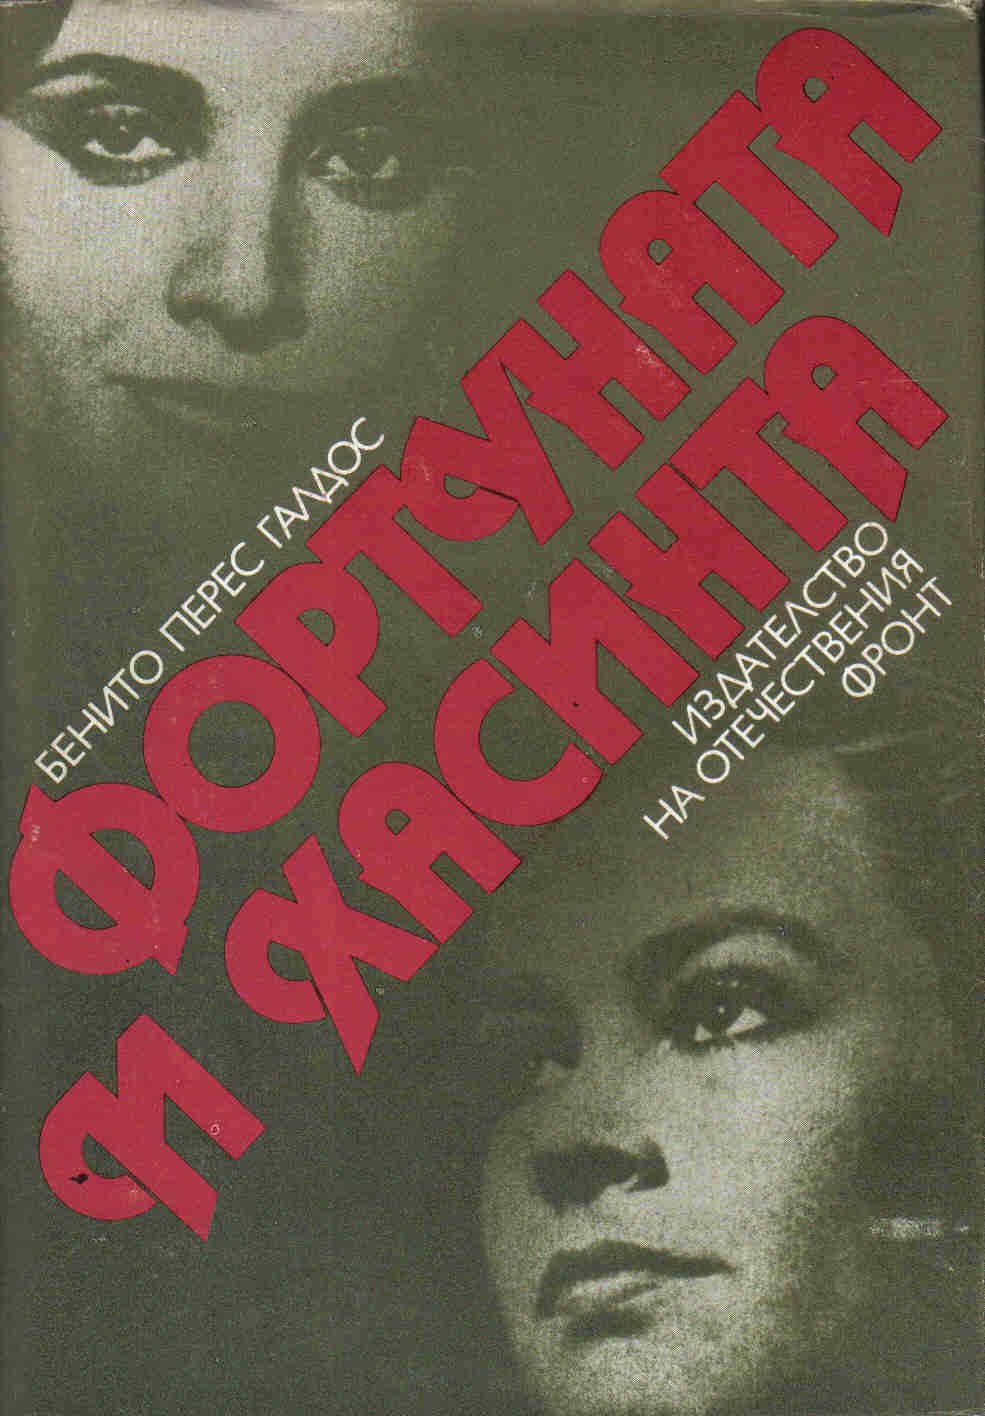 БЕНИТО ПЕРЕС ГАЛДОС
ФОРТУНАТА
И ХАСИНТА
ИЗДАТЕЛСТВО
НА ОТЕЧЕСТВЕНИЯ
ФРОНТ